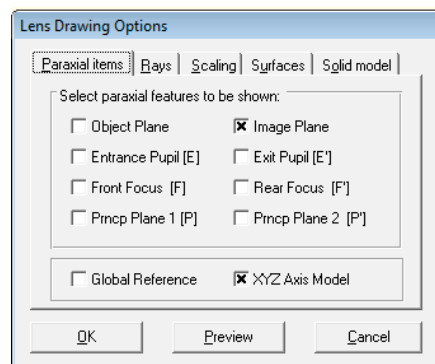 Lens Drawing Options
Paraxial items Rays Scaling Surfaces Solid model
Select paraxial features to be shown:
Object Plane Image Plane
Entrance Pupil [E] Exit Pupil [E']
Front Focus [F] Rear Focus [F']
Prncp Plane 1 [P] Prncp Plane 2 [P']
Global Reference XYZ Axis Model
OK Preview Cancel